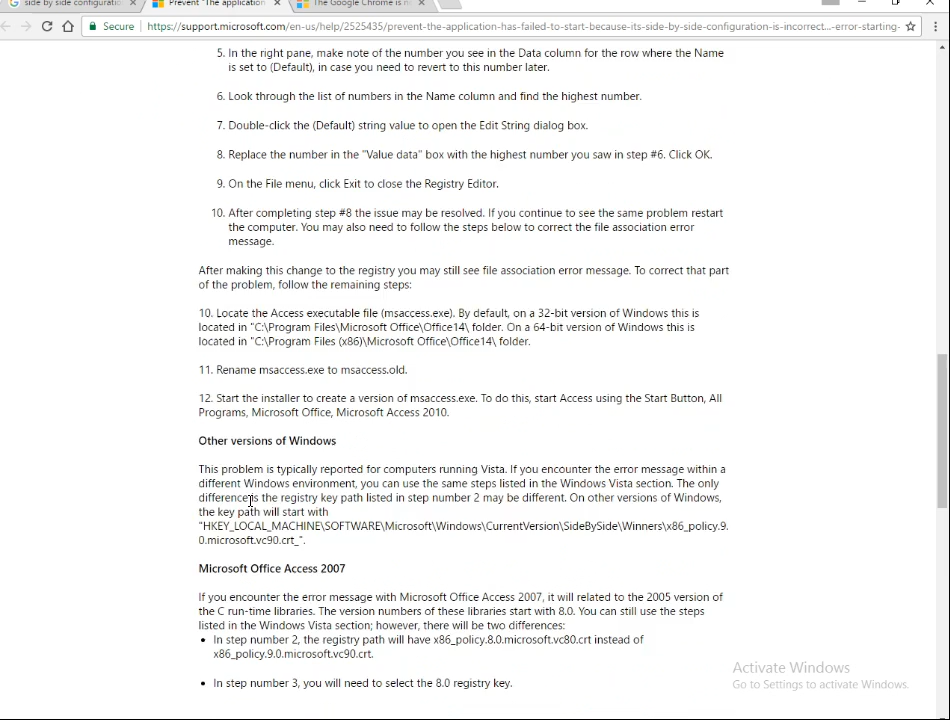 side by side configuratio
Prevent "The application
The Google Chrome is n
Secure
https://support.microsoft.com/en-us/help/2525435/prevent-the-application-has-failed-to-start-because-its-side-by-side-configuration-is-incorrect...-error-starting-
5. In the right pane, make note of the number you see in the Data column for the row where the Name
is set to (Default), in case you need to revert to this number later.
6. Look through the list of numbers in the Name column and find the highest number.
7. Double-click the (Default) string value to open the Edit String dialog box.
8. Replace the number in the "Value data" box with the highest number you saw in step #6. Click OK.
9. On the File menu, click Exit to close the Registry Editor.
10. After completing step #8 the issue may be resolved. If you continue to see the same problem restart
the computer. You may also need to follow the steps below to correct the file association error
message.
After making this change to the registry you may still see file association error message. To correct that part
of the problem, follow the remaining steps:
10. Locate the Access executable file (msaccess.exe). By default, on a 32-bit version of Windows this is
located in "C:\Program Files\Microsoft Office\Office14\ folder. On a 64-bit version of Windows this is
located in "C:\Program Files (x86)\Microsoft Office\Office14\ folder.
11. Rename msaccess.exe to msaccess.old.
12. Start the installer to create a version of msaccess.exe. To do this, start Access using the Start Button, All
Programs, Microsoft Office, Microsoft Access 2010.
Other versions of Windows
This problem is typically reported for computers running Vista. If you encounter the error message within a
different Windows environment, you can use the same steps listed in the Windows Vista section. The only
difference is the registry key path listed in step number 2 may be different. On other versions of Windows,
the key path will start with
"HKEY_LOCAL_MACHINE\SOFTWARE\Microsoft\Windows\CurrentVersion\SideBySide\Winners\x86_policy.9.
0.microsoft.vc90.crt_".
Microsoft Office Access 2007
If you encounter the error message with Microsoft Office Access 2007, it will related to the 2005 version of
the C run-time libraries. The version numbers of these libraries start with 8.0. You can still use the steps
listed in the Windows Vista section; however, there will be two differences:
• In step number 2, the registry path will have x86_policy.8.0.microsoft.vc80.crt instead of
x86_policy.9.0.microsoft.vc90.crt.
• In step number 3, you will need to select the 8.0 registry key.
Activate Windows
Go to Settings to activate Windows.